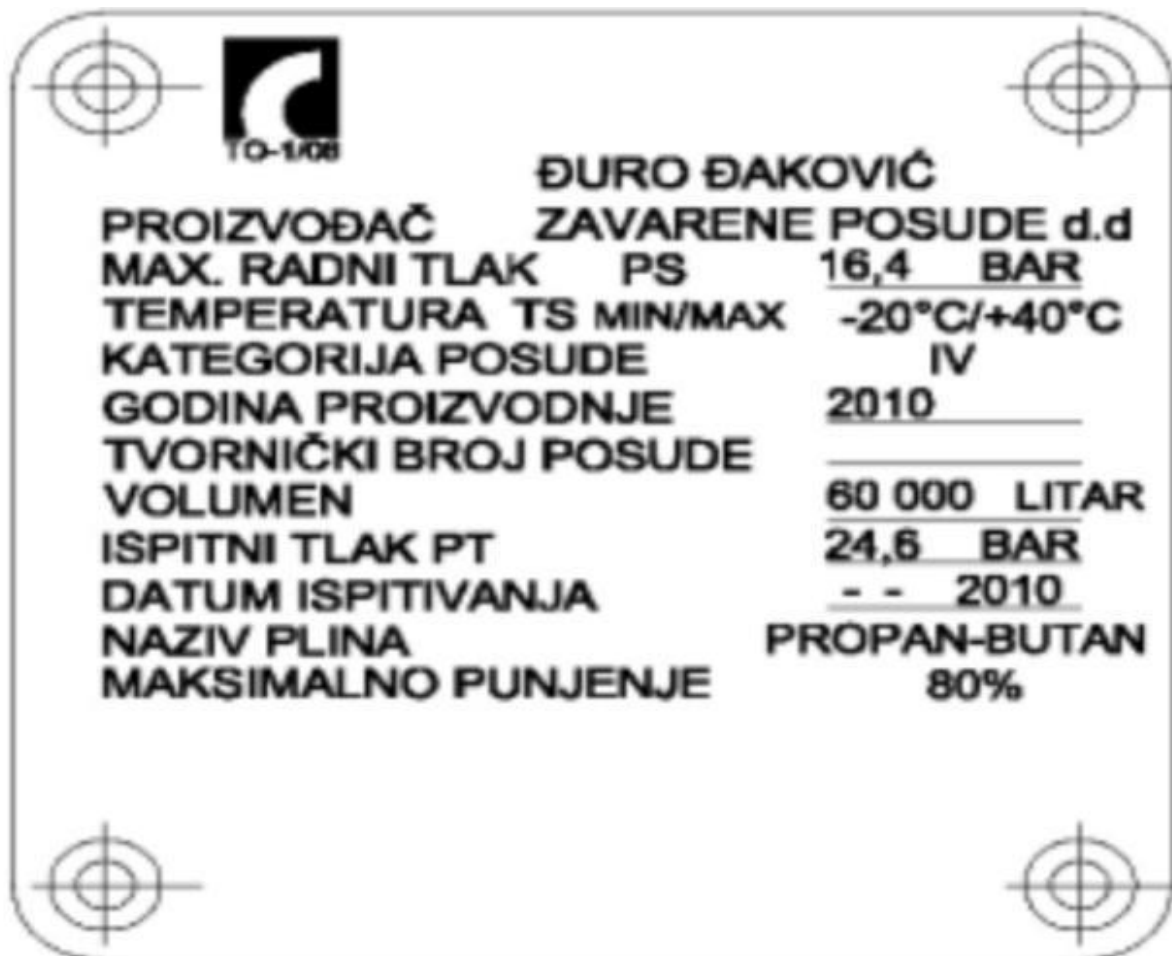 TO-1/08
ĐURO ĐAKOVIĆ
PROIZVOĐAČ ZAVARENE POSUDE d.d
MAX. RADNI TLAK PS 16,4 BAR
TEMPERATURA TS MIN/MAX -20°C/+40°C
KATEGORIJA POSUDE IV
GODINA PROIZVODNJE 2010
TVORNIČKI BROJ POSUDE
VOLUMEN 60 000 LITAR
ISPITNI TLAK PT 24,6 BAR
DATUM ISPITIVANJA - - 2010
NAZIV PLINA PROPAN-BUTAN
MAKSIMALNO PUNJENJE 80%